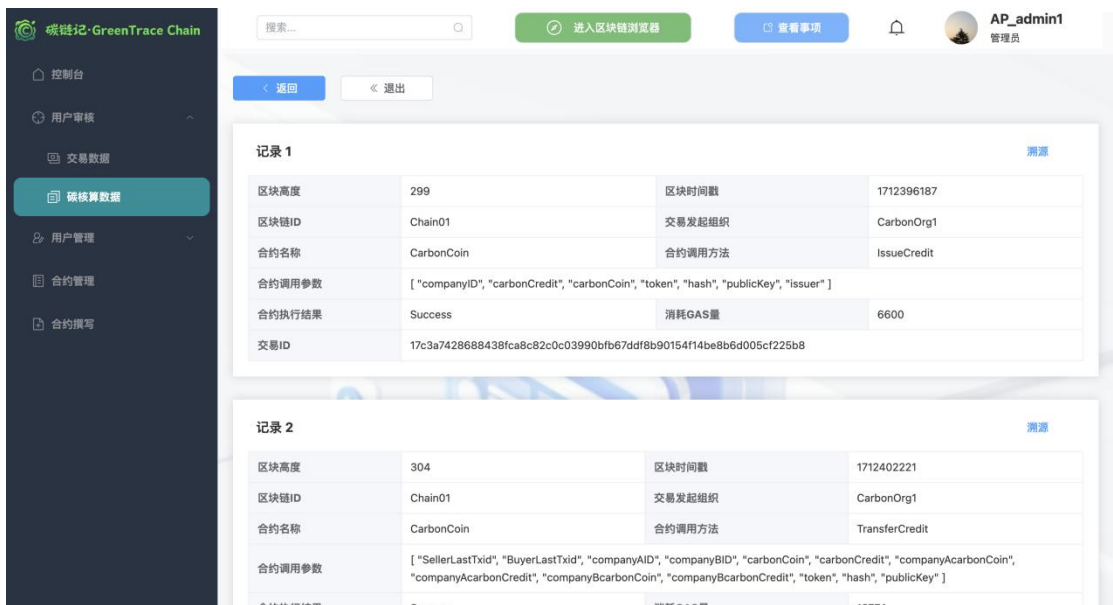 碳链记·GreenTrace Chain
搜索...
进入区块链浏览器
查看事项
AP_admin1
管理员
控制台
用户审核
交易数据
碳核算数据
用户管理
合约管理
合约撰写
返回
退出
记录 1
溯源
区块高度 299 区块时间戳 1712396187
区块链ID Chain01 交易发起组织 CarbonOrg1
合约名称 CarbonCoin 合约调用方法 IssueCredit
合约调用参数 [ "companyID", "carbonCredit", "carbonCoin", "token", "hash", "publicKey", "issuer" ]
合约执行结果 Success 消耗GAS量 6600
交易ID 17c3a7428688438fca8c82c0c03990bfb67ddf8b90154f14be8b6d005cf225b8
记录 2
溯源
区块高度 304 区块时间戳 1712402221
区块链ID Chain01 交易发起组织 CarbonOrg1
合约名称 CarbonCoin 合约调用方法 TransferCredit
合约调用参数 [ "SellerLastTxid", "BuyerLastTxid", "companyAID", "companyBID", "carbonCoin", "carbonCredit", "companyAcarbonCoin",
"companyAcarbonCredit", "companyBcarbonCoin", "companyBcarbonCredit", "token", "hash", "publicKey" ]